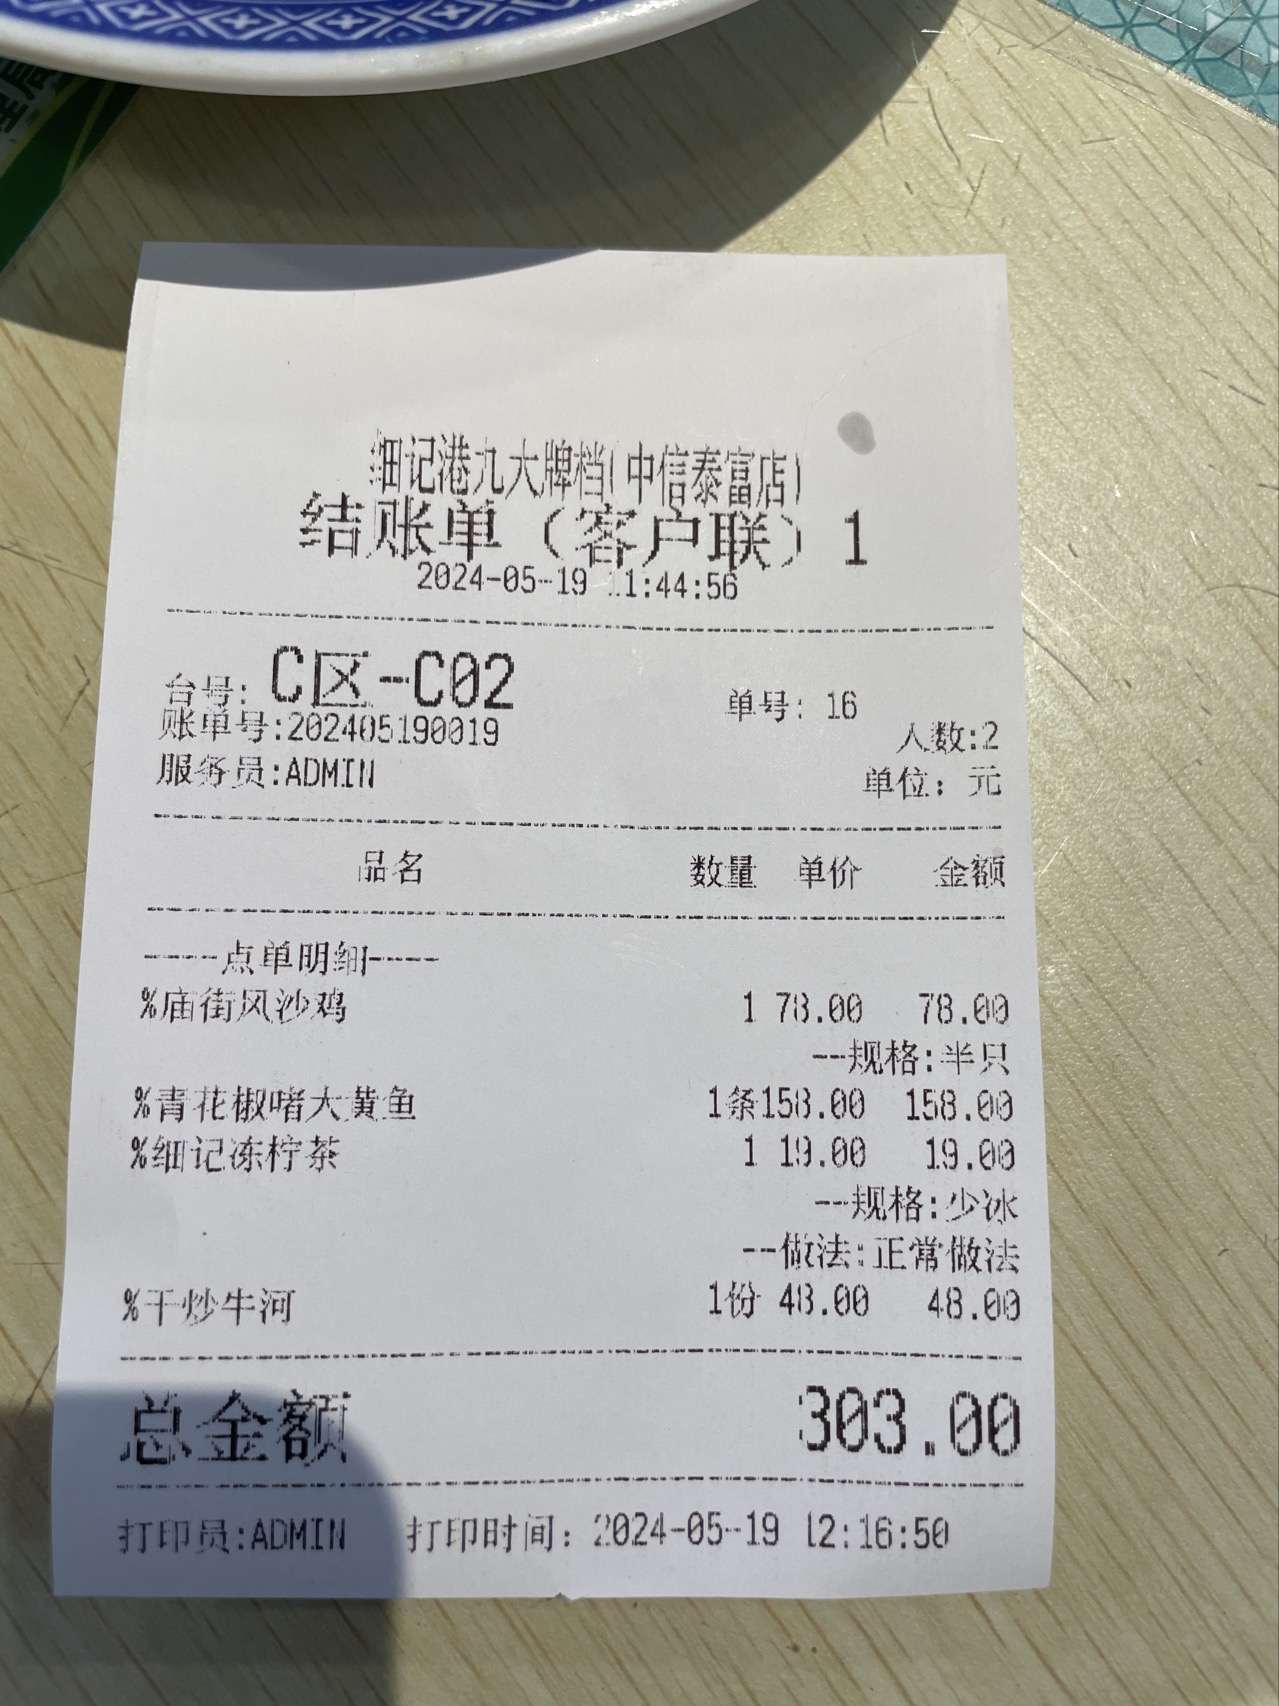 细记港九大牌档(中信泰富店)
结账单（客户联）1
2024-05-19 11:44:56
台号: C区-C02 单号: 16
账单号:202405190019 人数:2
服务员:ADMIN 单位: 元
品名 数量 单价 金额
----点单明细----
%庙街风沙鸡 1 78.00 78.00
--规格:半只
%青花椒啫大黄鱼 1条158.00 158.00
%细记冻柠茶 1 19.00 19.00
--规格:少冰
--做法:正常做法
%干炒牛河 1份 48.00 48.00
总金额 303.00
打印员:ADMIN 打印时间: 2024-05-19 12:16:50